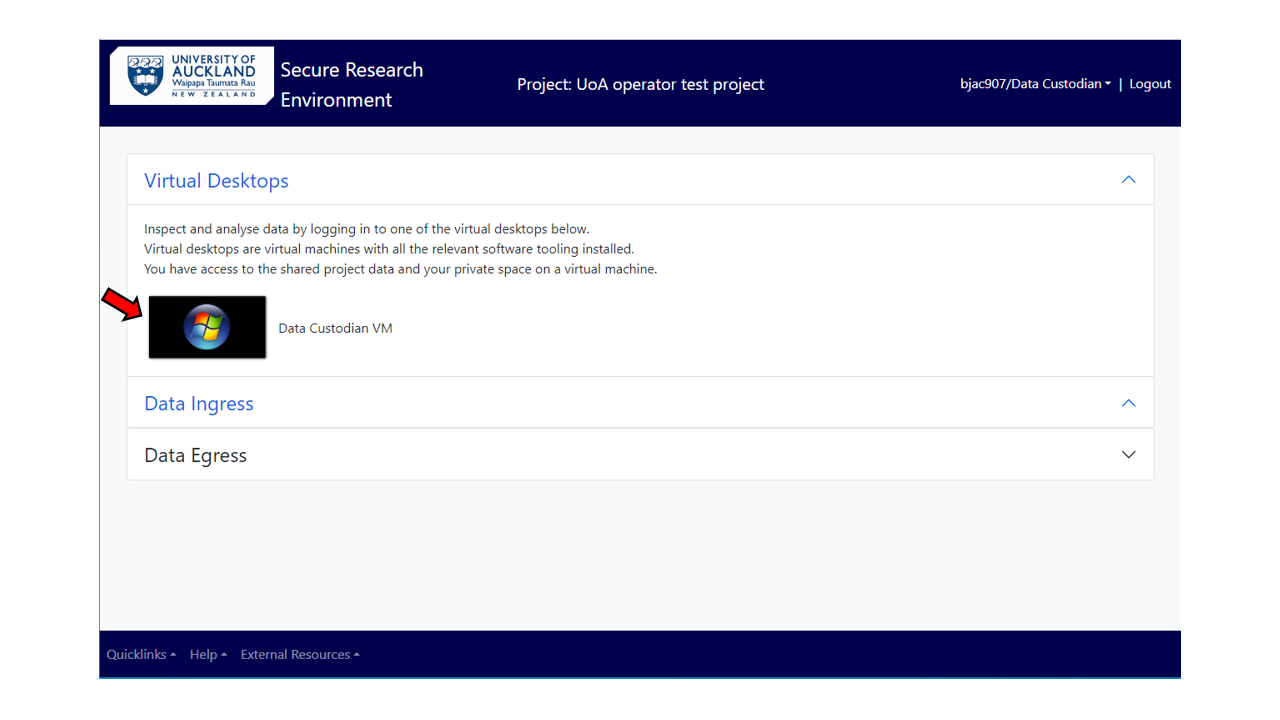 UNIVERSITY OF
AUCKLAND
Waipapa Taumata Rau
NEW ZEALAND
Secure Research
Environment
Project: UoA operator test project
bjac907/Data Custodian | Logout
Virtual Desktops
Inspect and analyse data by logging in to one of the virtual desktops below.
Virtual desktops are virtual machines with all the relevant software tooling installed.
You have access to the shared project data and your private space on a virtual machine.
Data Custodian VM
Data Ingress
Data Egress
Quicklinks Help External Resources